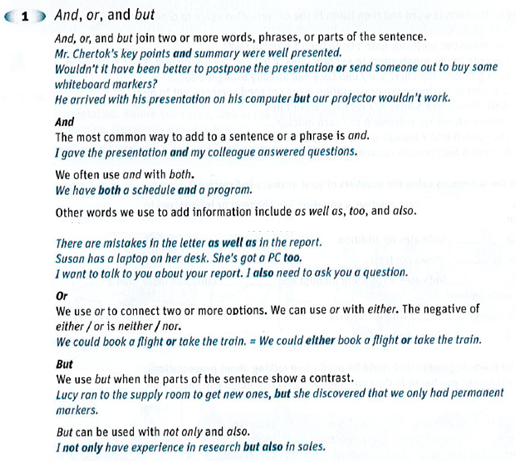 1 And, or, and but
And, or, and but join two or more words, phrases, or parts of the sentence.
Mr. Chertok's key points and summary were well presented.
Wouldn't it have been better to postpone the presentation or send someone out to buy some
whiteboard markers?
He arrived with his presentation on his computer but our projector wouldn't work.
And
The most common way to add to a sentence or a phrase is and.
I gave the presentation and my colleague answered questions.
We often use and with both.
We have both a schedule and a program.
Other words we use to add information include as well as, too, and also.
There are mistakes in the letter as well as in the report.
Susan has a laptop on her desk. She's got a PC too.
I want to talk to you about your report. I also need to ask you a question.
Or
We use or to connect two or more options. We can use or with either. The negative of
either / or is neither / nor.
We could book a flight or take the train. = We could either book a flight or take the train.
But
We use but when the parts of the sentence show a contrast.
Lucy ran to the supply room to get new ones, but she discovered that we only had permanent
markers.
But can be used with not only and also.
I not only have experience in research but also in sales.